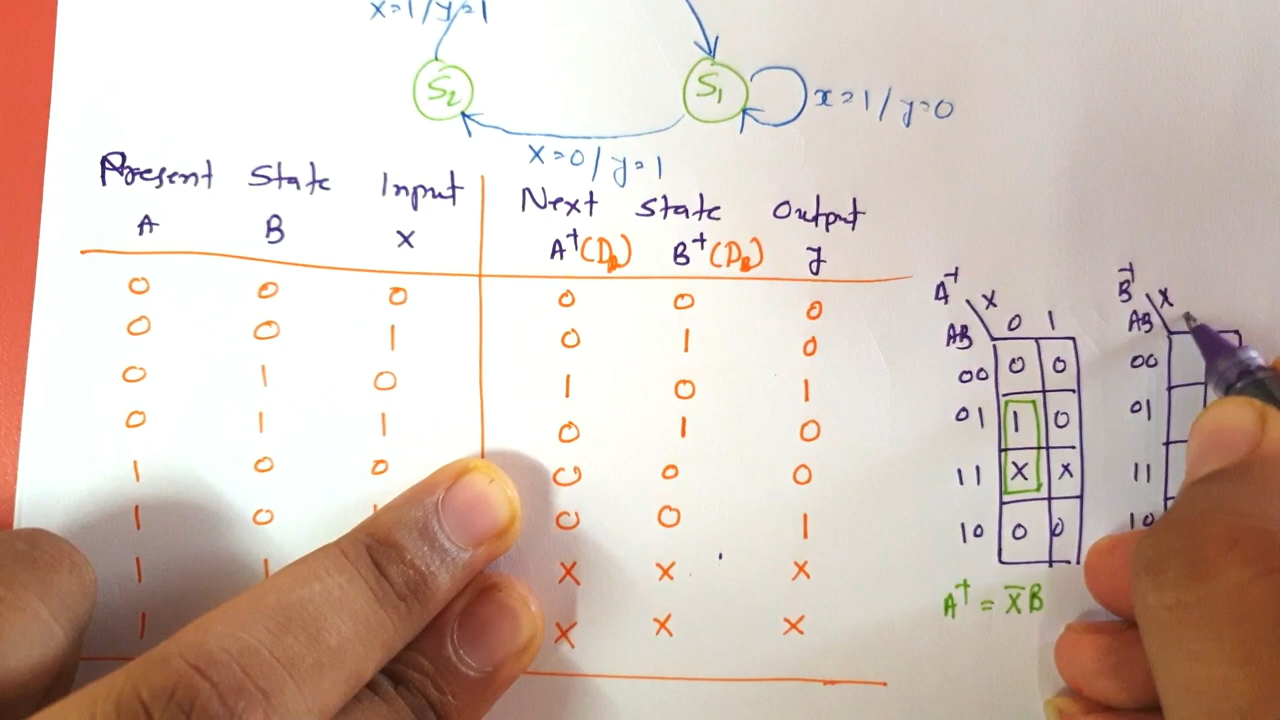 x=1/y=1
S2
S1
x=1/y=0
x=0/y=1
Present State Input
A B X
Next State Output
A⁺(DA) B⁺(DB) y
0 0 0 0 0 0
0 0 1 0 1 0
0 1 0 1 0 1
0 1 1 0 1 0
1 0 0 0 0 0
1 0 1 0 0 1
1 1 X X X
1 X X X
A⁺
X
AB 0 1
00 0 0
01 1 0
11 X X
10 0 0
A⁺ = X̅B
B⁺
X
AB
00
01
11
10